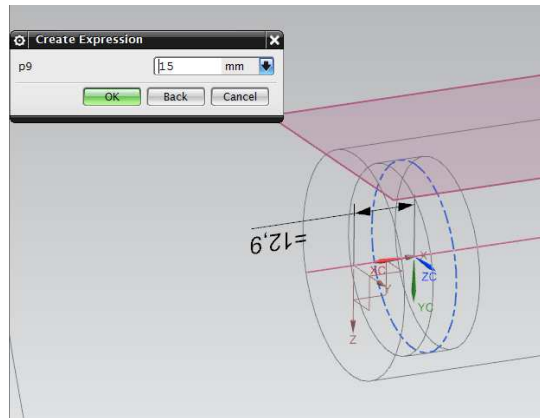 Create Expression
p9
15
mm
OK
Back
Cancel
=12,9
X
XC
ZC
Y
YC
Z